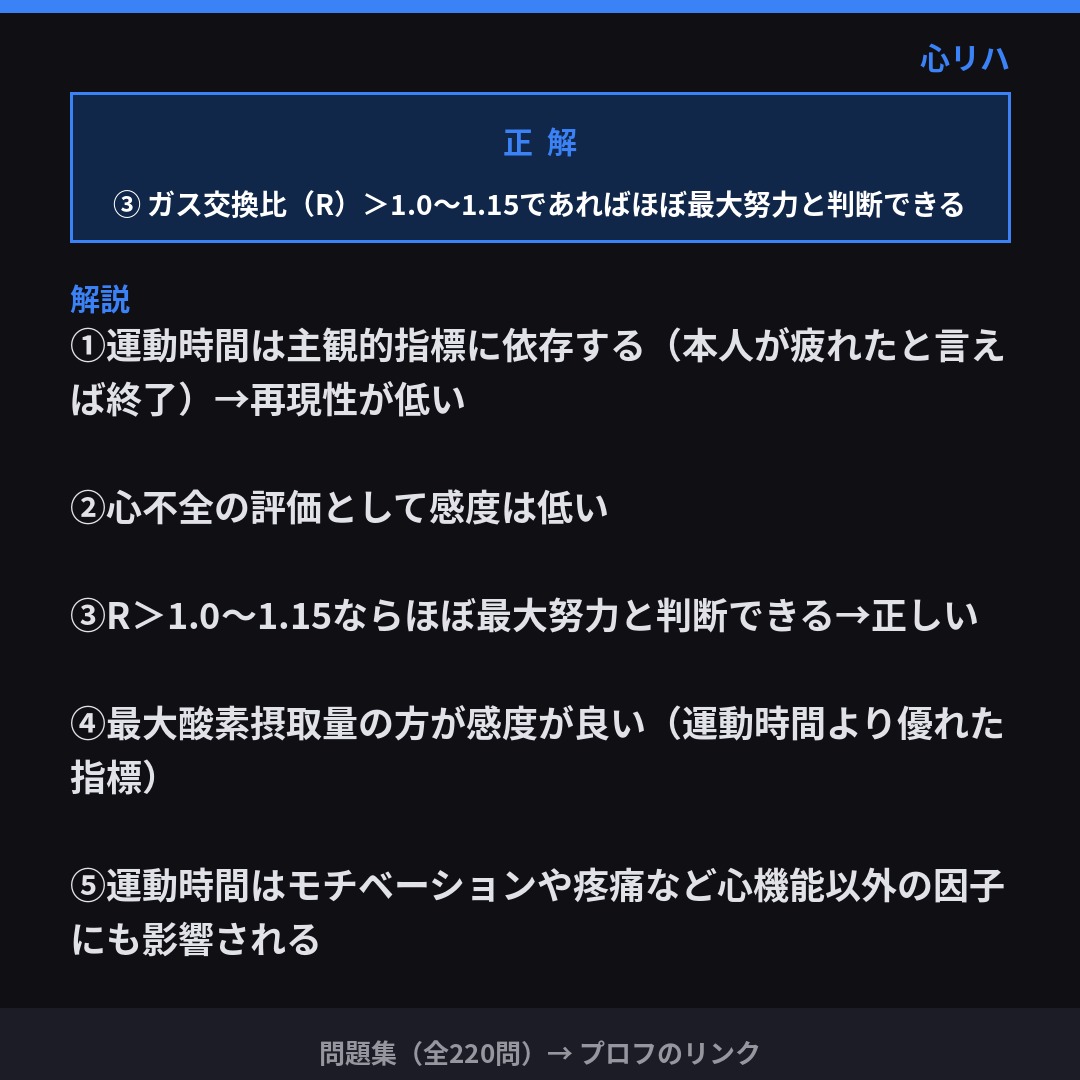 心リハ
正 解
③ ガス交換比（R）＞1.0〜1.15であればほぼ最大努力と判断できる
解説
①運動時間は主観的指標に依存する（本人が疲れたと言え
ば終了）→再現性が低い
②心不全の評価として感度は低い
③R＞1.0〜1.15ならほぼ最大努力と判断できる→正しい
④最大酸素摂取量の方が感度が良い（運動時間より優れた
指標）
⑤運動時間はモチベーションや疼痛など心機能以外の因子
にも影響される
問題集（全220問）→ プロフのリンク